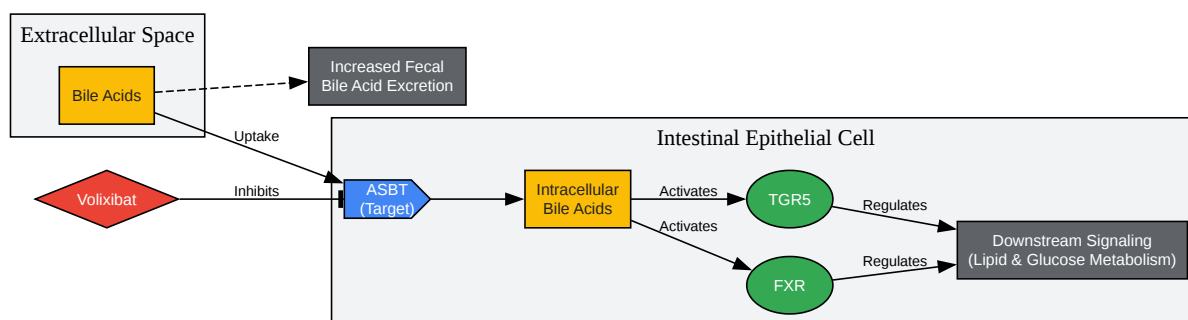 Extracellular Space
Bile Acids
Increased Fecal
Bile Acid Excretion
Uptake
Intestinal Epithelial Cell
Volixibat
Inhibits
ASBT
(Target)
Intracellular
Bile Acids
Activates
Activates
TGR5
FXR
Regulates
Regulates
Downstream Signaling
(Lipid & Glucose Metabolism)